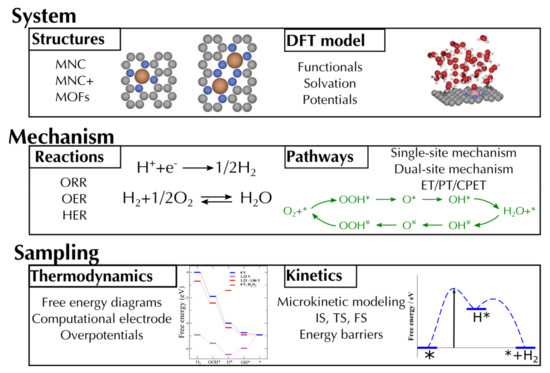 System
Structures
MNC
MNC+
MOFs
DFT model
Functionals
Solvation
Potentials
Mechanism
Reactions
ORR
OER
HER
H⁺+e⁻ → 1/2H₂
H₂+1/2O₂ ⇌ H₂O
Pathways
Single-site mechanism
Dual-site mechanism
ET/PT/CPET
OOH* → O* → OH*
O₂+*
H₂O+*
OOH* ← O* ← OH*
Sampling
Thermodynamics
Free energy diagrams
Computational electrode
Overpotentials
Free energy (eV)
0 V
1.23 V
O₂
OOH*
O*
OH*
*
Kinetics
Microkinetic modeling
IS, TS, FS
Energy barriers
Free energy / eV
H*
*
*+H₂